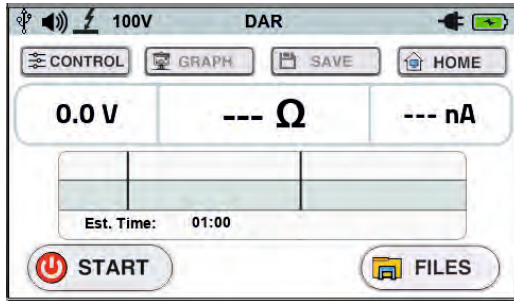 100V DAR
CONTROL GRAPH SAVE HOME
0.0 V --- Ω --- nA
Est. Time: 01:00
START FILES